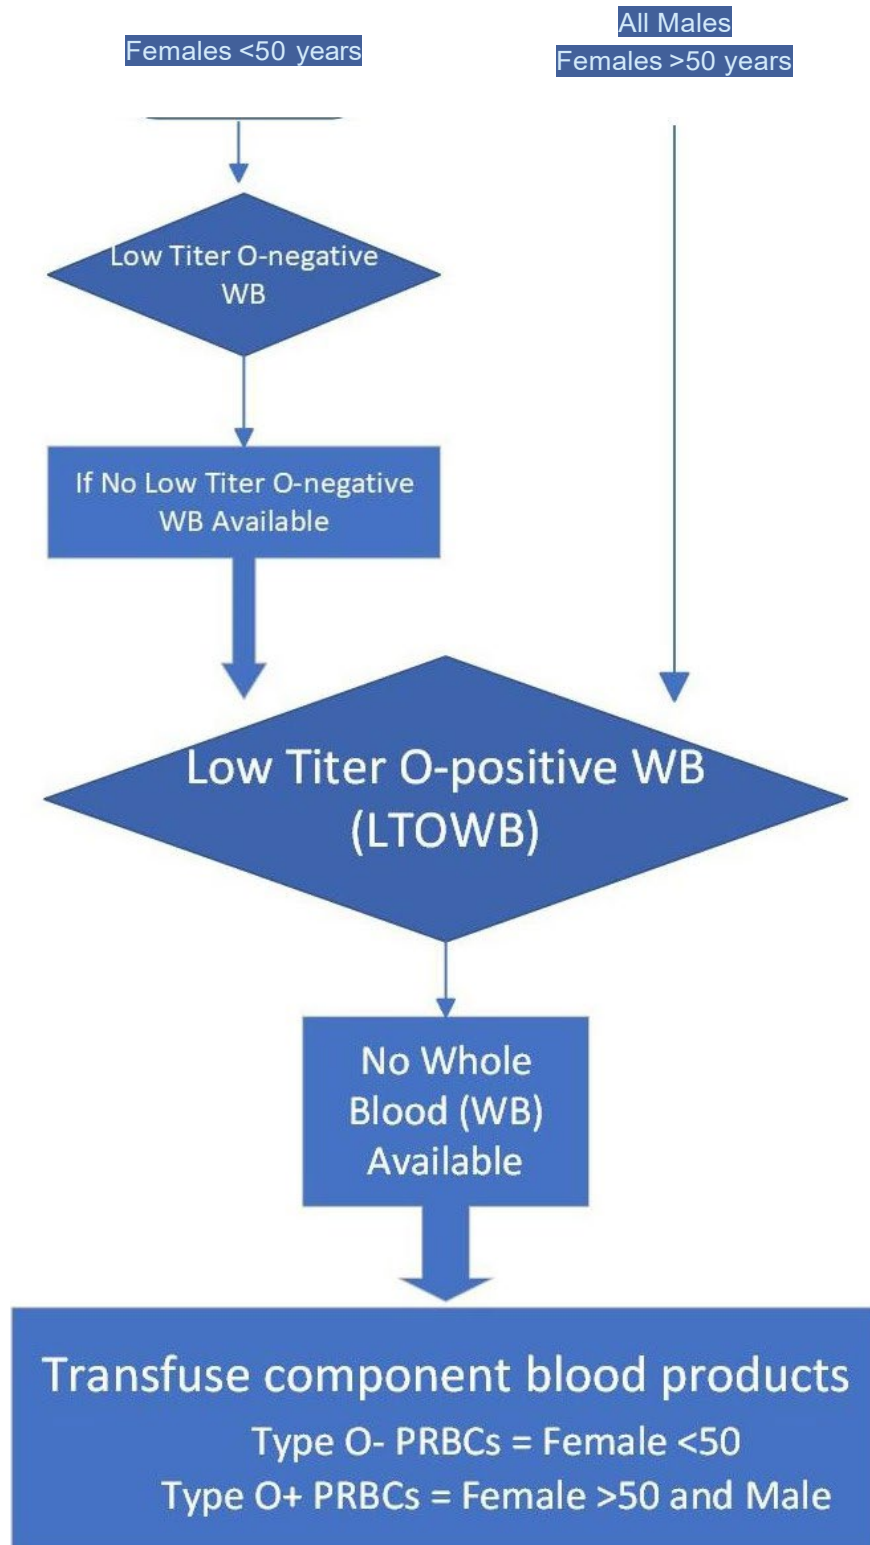 Females <50 years
All Males
Females >50 years
Low Titer O-negative
WB
If No Low Titer O-negative
WB Available
Low Titer O-positive WB
(LTOWB)
No Whole
Blood (WB)
Available
Transfuse component blood products
Type O- PRBCs = Female <50
Type O+ PRBCs = Female >50 and Male